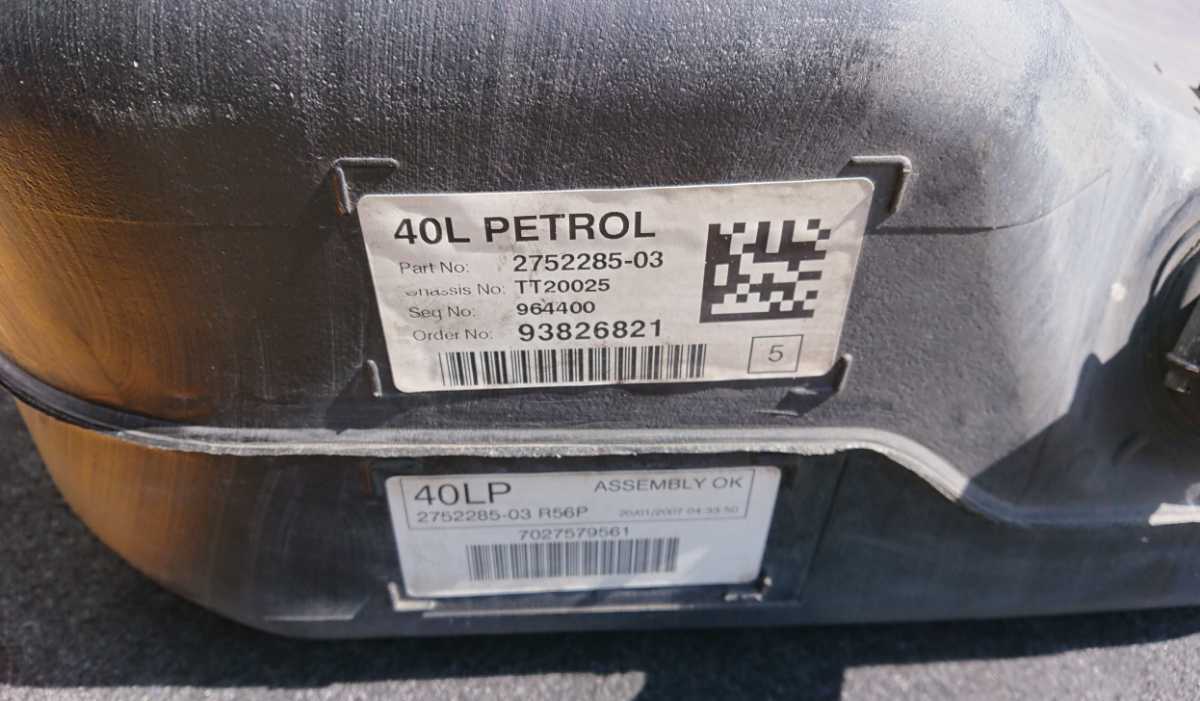 40L PETROL
Part No: 2752285-03
Chassis No: TT20025
Seq No: 964400
Order No: 93826821
5
40LP ASSEMBLY OK
2752285-03 R56P 20/01/2007 04:33:50
7027579561